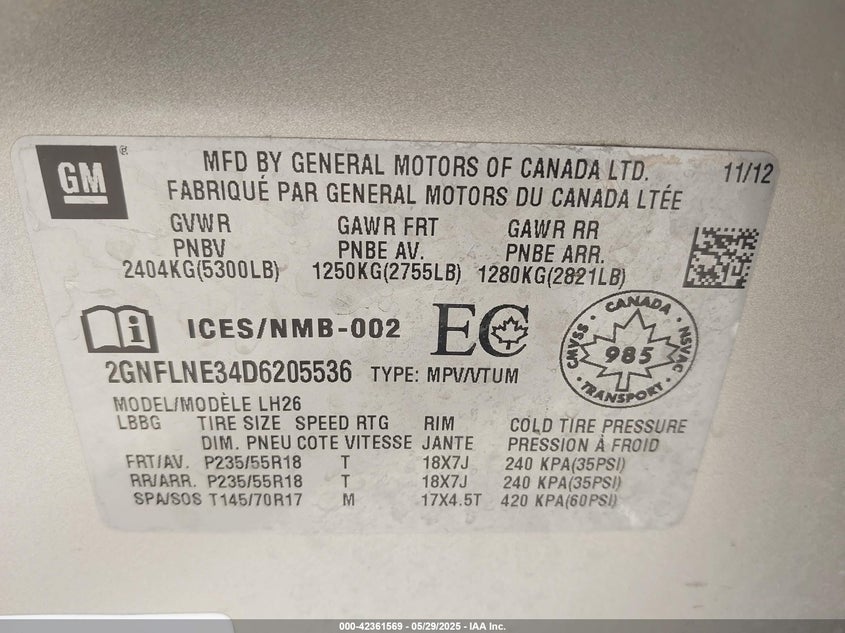 GM ®
MFD BY GENERAL MOTORS OF CANADA LTD. 11/12
FABRIQUÉ PAR GENERAL MOTORS DU CANADA LTÉE
GVWR GAWR FRT GAWR RR
PNBV PNBE AV. PNBE ARR.
2404KG(5300LB) 1250KG(2755LB) 1280KG(2821LB)
i ICES/NMB-002 EC
CANADA
CMVSS 985 NSVAC
TRANSPORT
2GNFLNE34D6205536 TYPE: MPV/VTUM
MODEL/MODÈLE LH26
LBBG TIRE SIZE SPEED RTG RIM COLD TIRE PRESSURE
DIM. PNEU COTE VITESSE JANTE PRESSION À FROID
FRT/AV. P235/55R18 T 18X7J 240 KPA(35PSI)
RR/ARR. P235/55R18 T 18X7J 240 KPA(35PSI)
SPA/SOS T145/70R17 M 17X4.5T 420 KPA(60PSI)
000-42361569 - 05/29/2025 - IAA Inc.